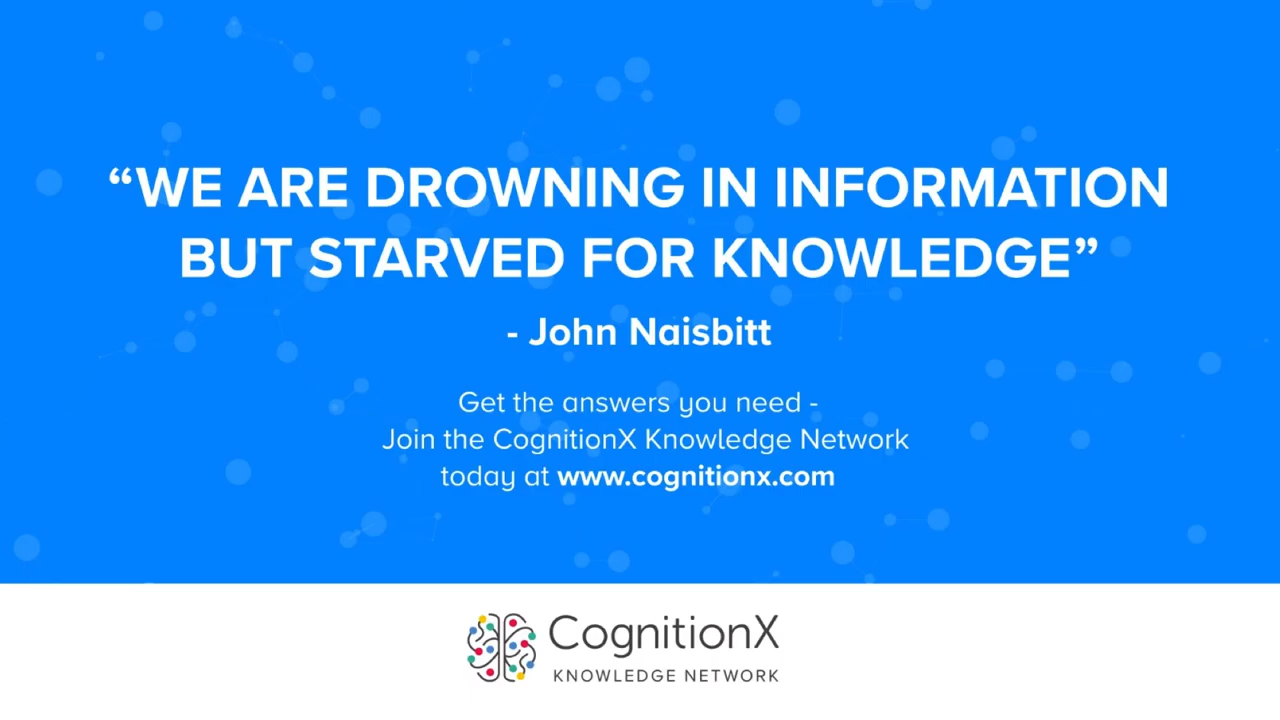 “WE ARE DROWNING IN INFORMATION
BUT STARVED FOR KNOWLEDGE”
- John Naisbitt
Get the answers you need -
Join the CognitionX Knowledge Network
today at www.cognitionx.com
CognitionX
KNOWLEDGE NETWORK